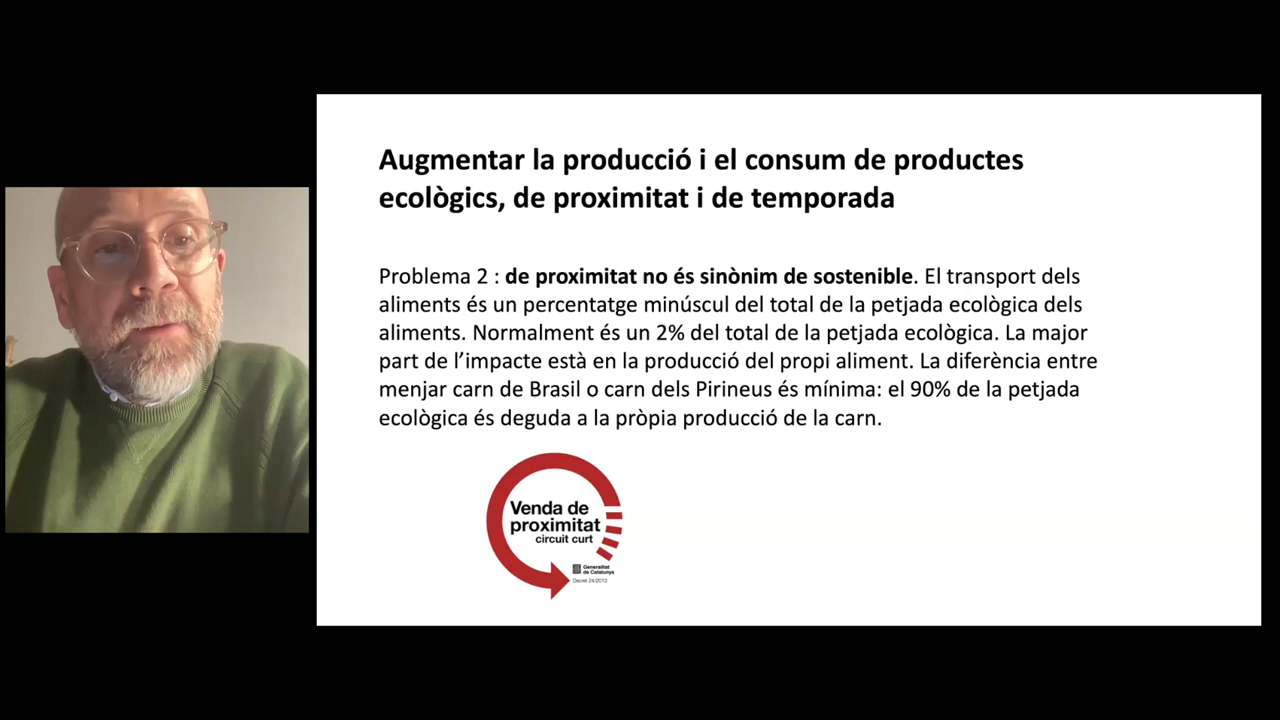 Augmentar la producció i el consum de productes
ecològics, de proximitat i de temporada
Problema 2 : de proximitat no és sinònim de sostenible. El transport dels
aliments és un percentatge minúscul del total de la petjada ecològica dels
aliments. Normalment és un 2% del total de la petjada ecològica. La major
part de l’impacte està en la producció del propi aliment. La diferència entre
menjar carn de Brasil o carn dels Pirineus és mínima: el 90% de la petjada
ecològica és deguda a la pròpia producció de la carn.
Venda de
proximitat
circuit curt
Generalitat
de Catalunya
Decret 24/2013